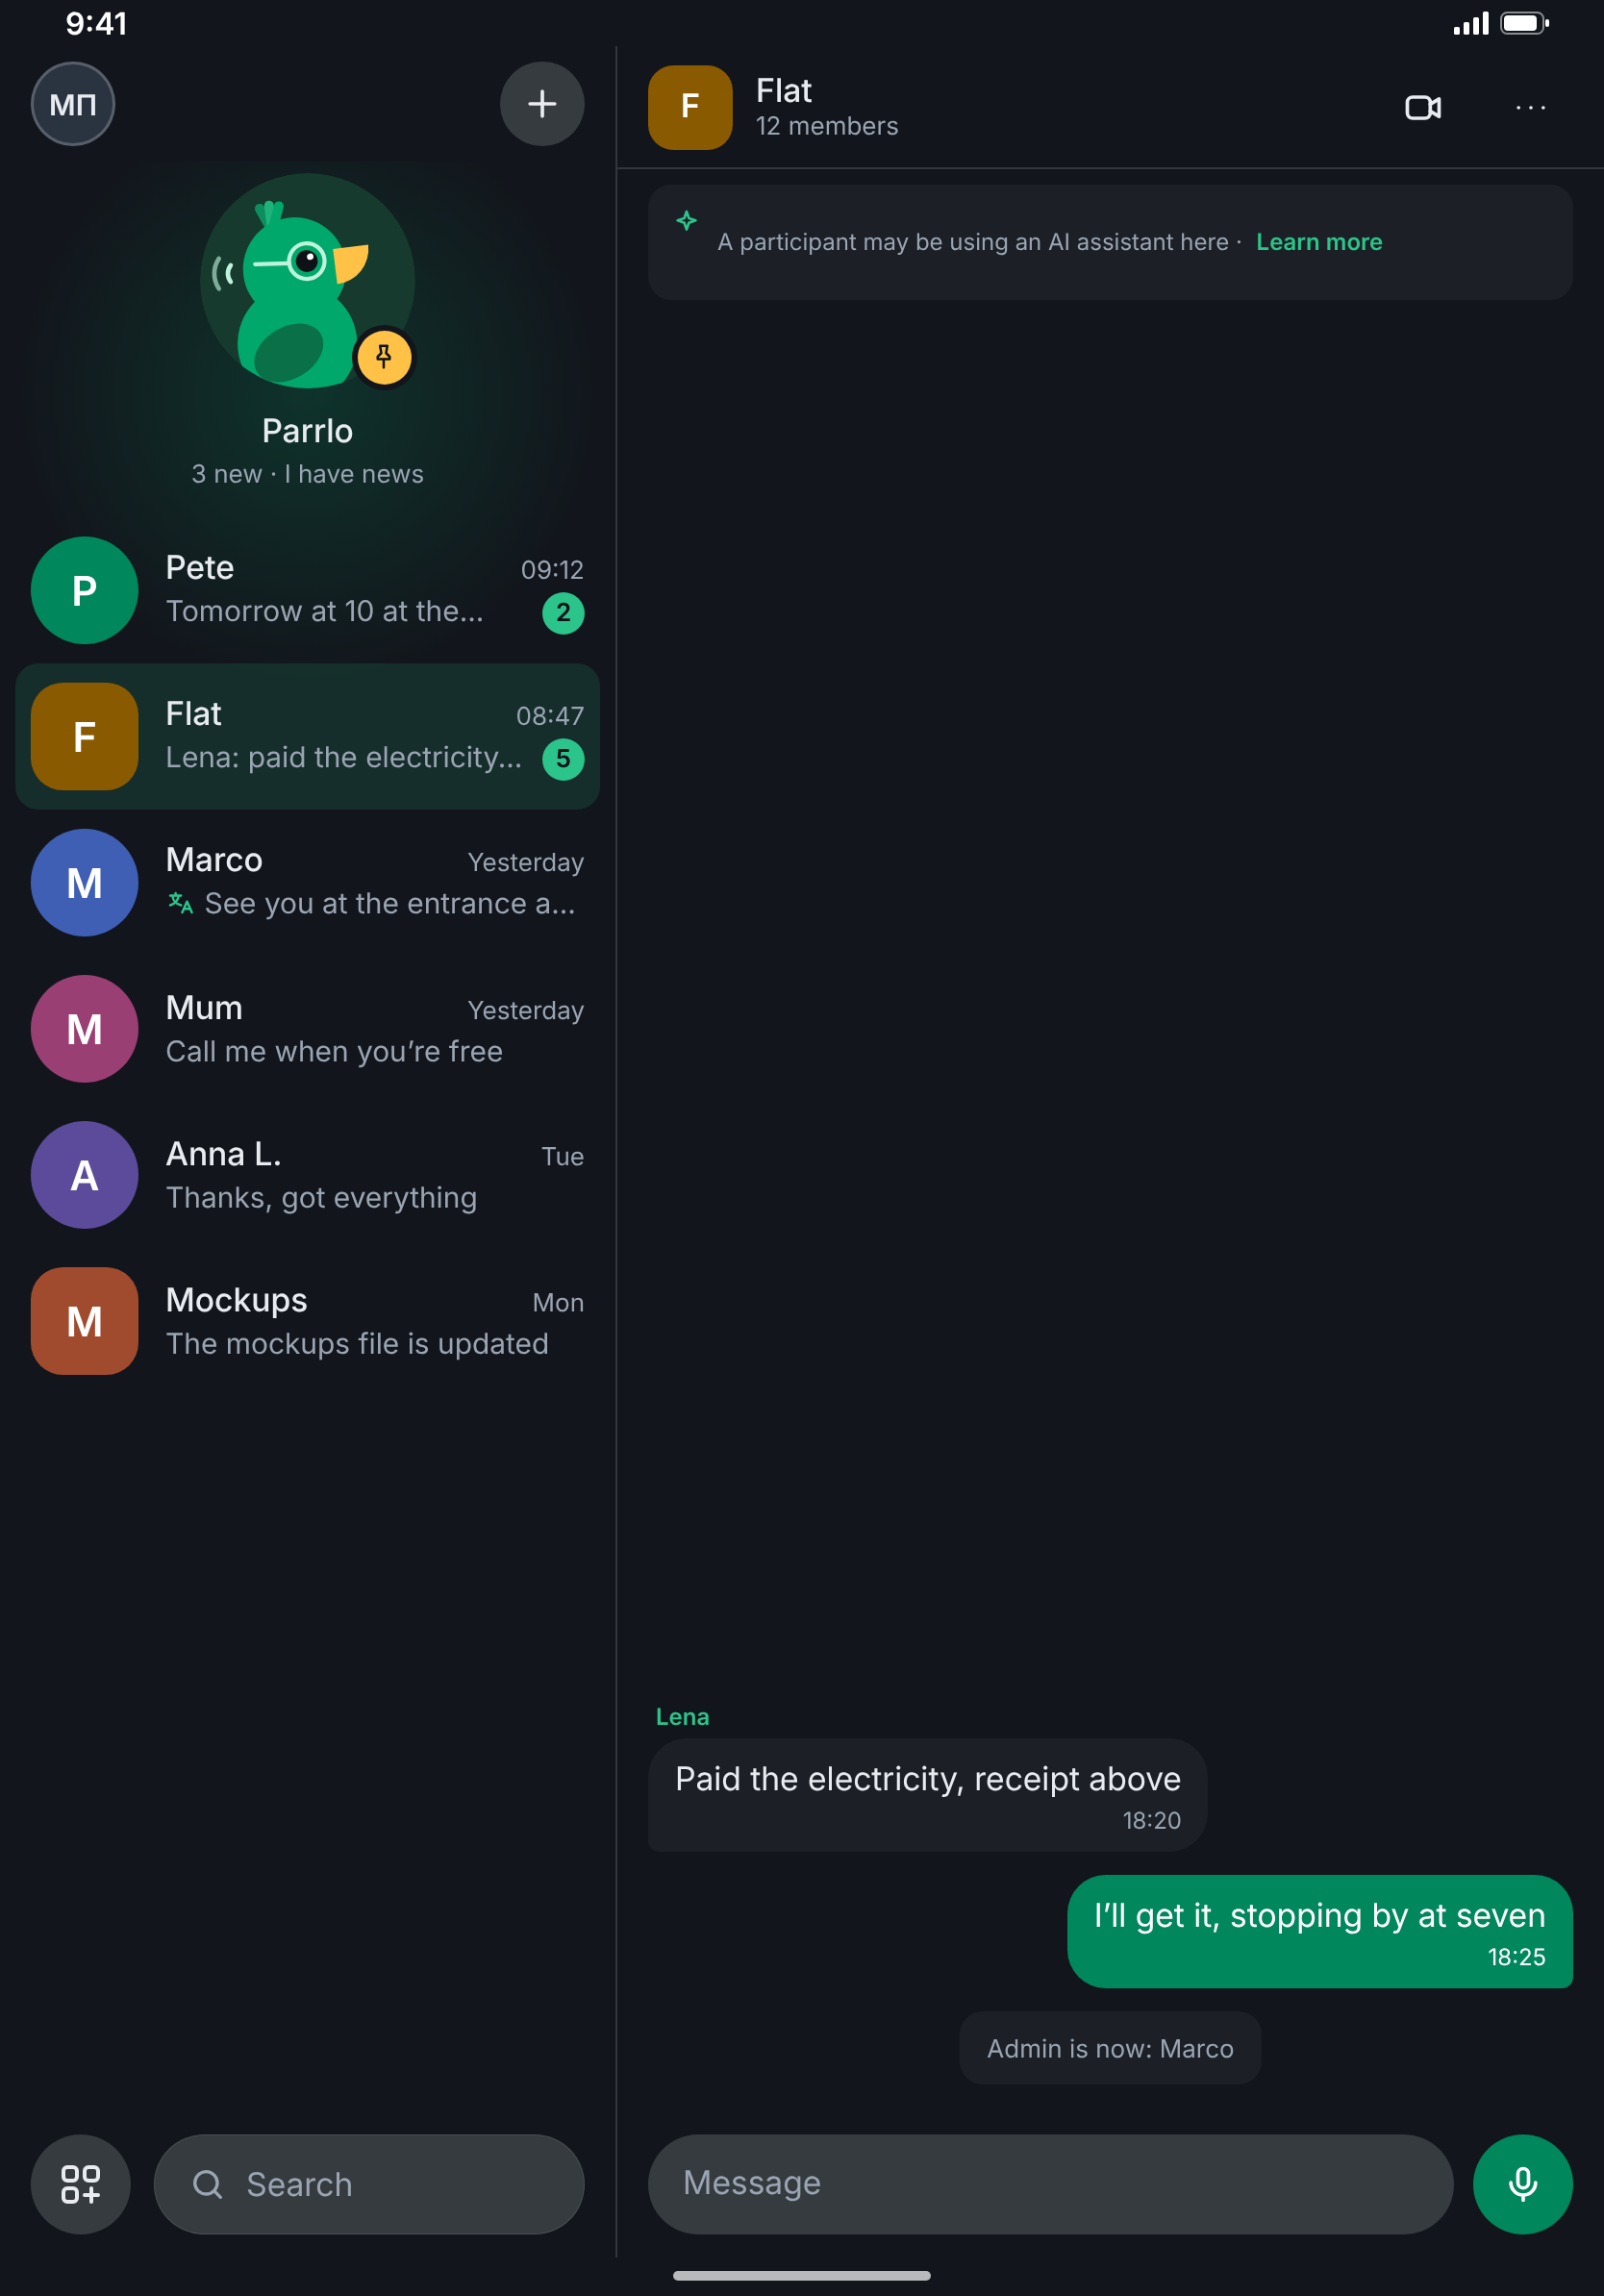 9:41
МП
Parrlo
3 new · I have news
P
Pete
09:12
Tomorrow at 10 at the...
2
F
Flat
08:47
Lena: paid the electricity...
5
M
Marco
Yesterday
See you at the entrance a...
M
Mum
Yesterday
Call me when you’re free
A
Anna L.
Tue
Thanks, got everything
M
Mockups
Mon
The mockups file is updated
Search
F
Flat
12 members
A participant may be using an AI assistant here · Learn more
Lena
Paid the electricity, receipt above
18:20
I’ll get it, stopping by at seven
18:25
Admin is now: Marco
Message